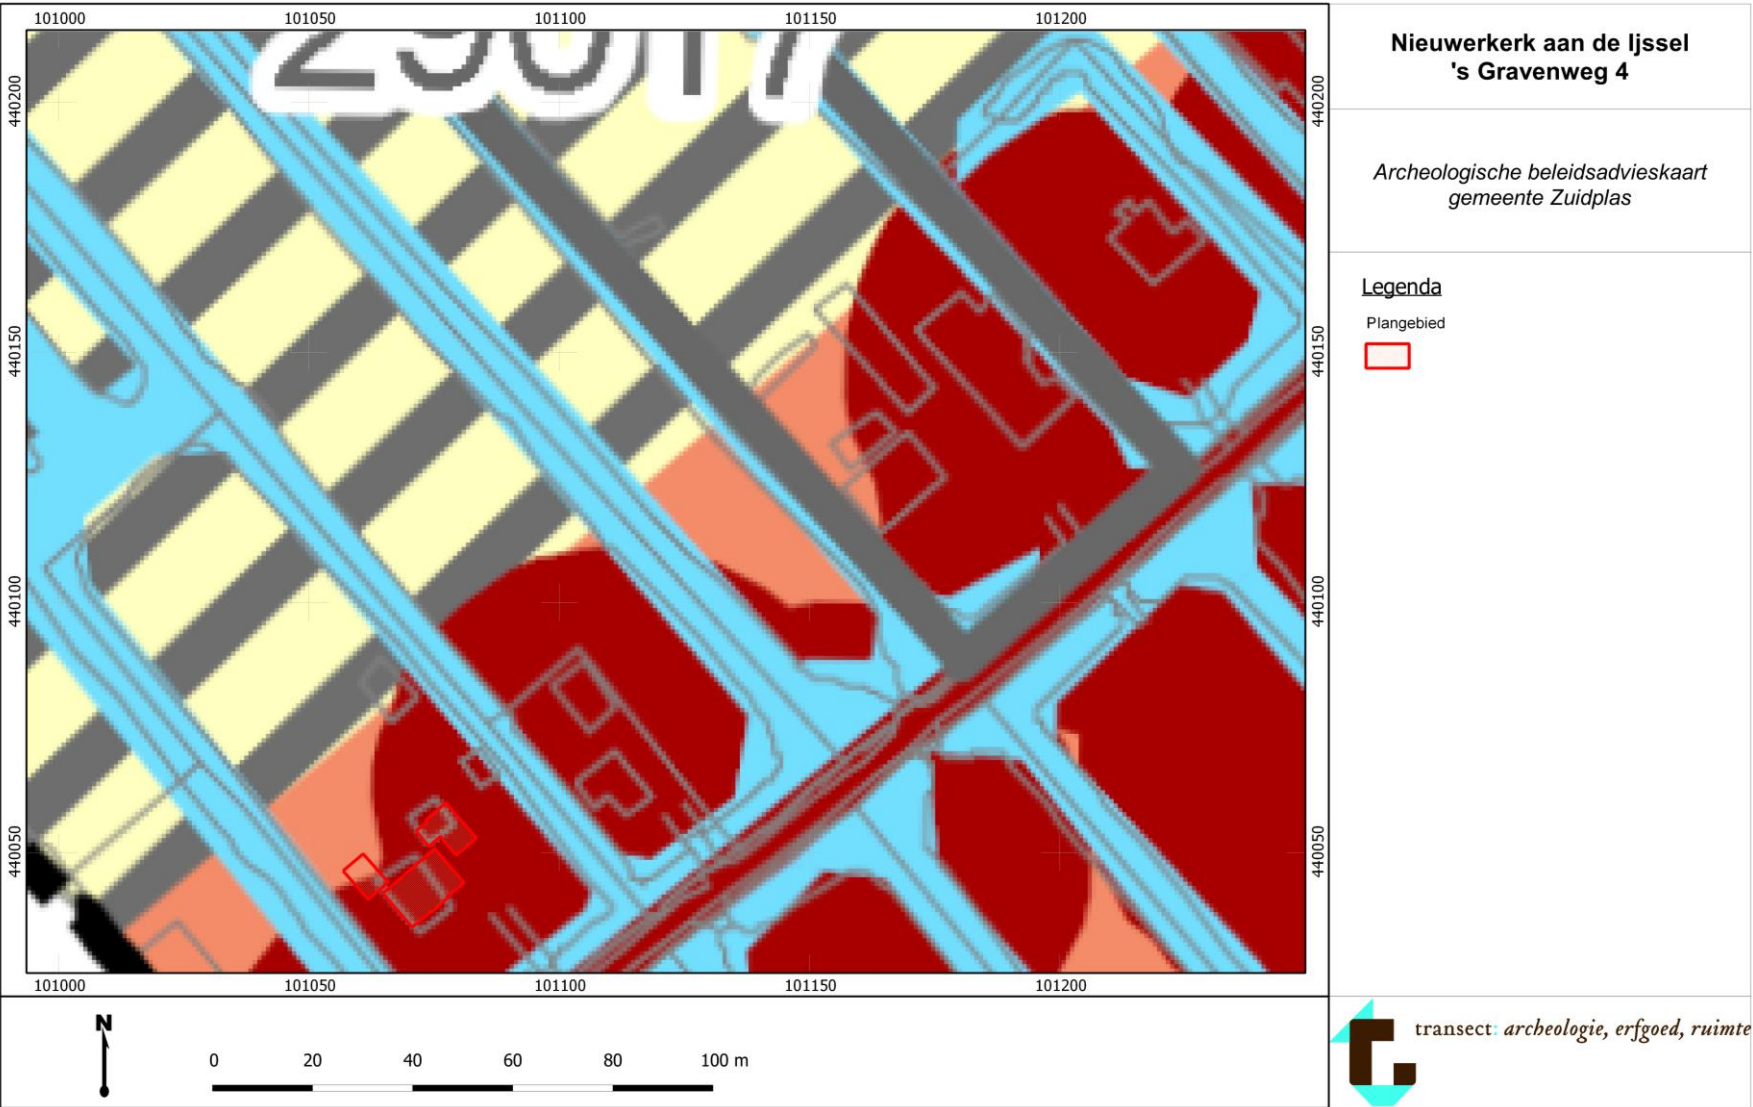 101000 101050 101100 101150 101200
440200 440200
440150 440150
440100 440100
440050 440050
101000 101050 101100 101150 101200
Nieuwerkerk aan de Ijssel
's Gravenweg 4
Archeologische beleidsadvieskaart
gemeente Zuidplas
Legenda
Plangebied
N
0 20 40 60 80 100 m
transect: archeologie, erfgoed, ruimte